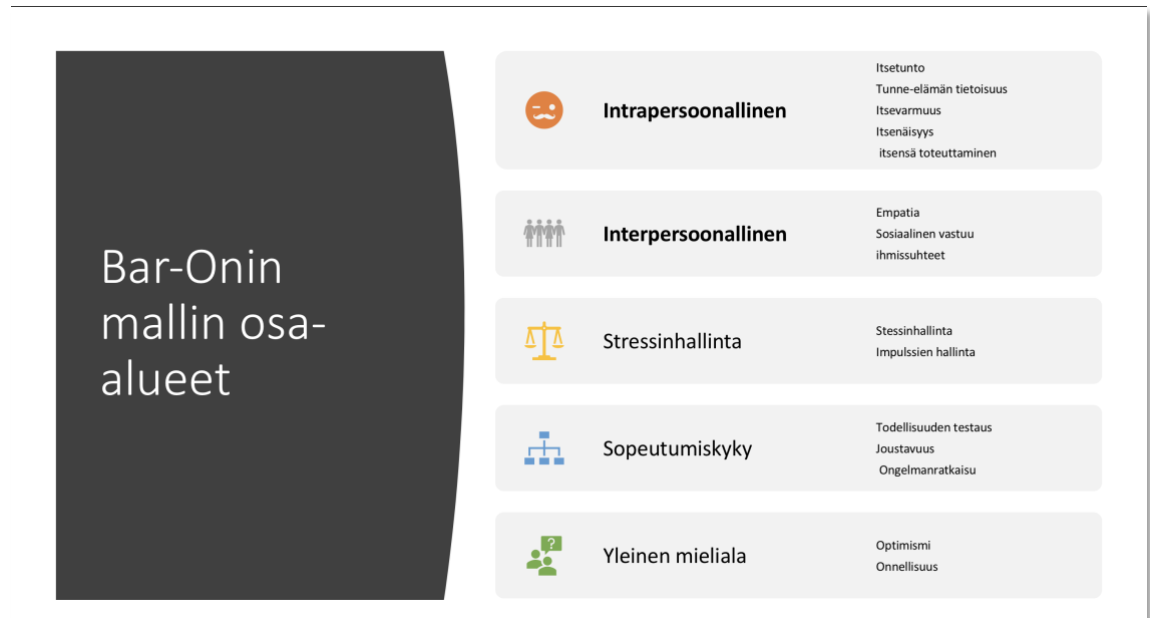 Bar-Onin
mallin osa-
alueet
Intrapersoonallinen
Itsetunto
Tunne-elämän tietoisuus
Itsevarmuus
Itsenäisyys
itsensä toteuttaminen
Interpersoonallinen
Empatia
Sosiaalinen vastuu
ihmissuhteet
Stressinhallinta
Stessinhallinta
Impulssien hallinta
Sopeutumiskyky
Todellisuuden testaus
Joustavuus
Ongelmanratkaisu
?
Yleinen mieliala
Optimismi
Onnellisuus